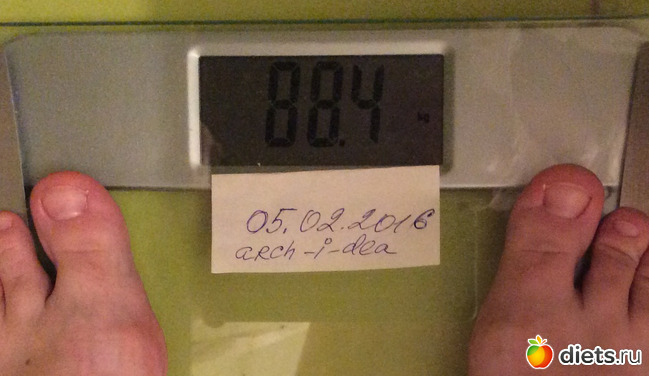 88.4
kg
05.02.2016
arch-i-dea
diets.ru